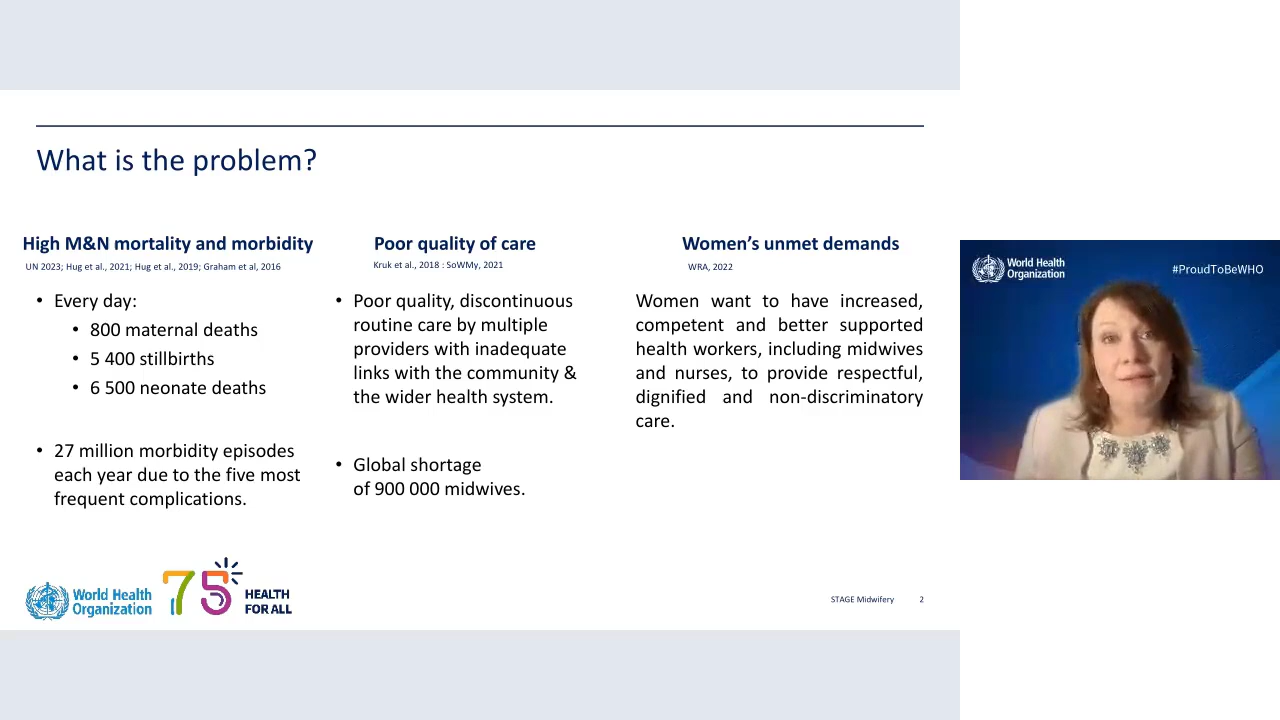 What is the problem?
High M&N mortality and morbidity
UN 2023; Hug et al., 2021; Hug et al., 2019; Graham et al, 2016
• Every day:
• 800 maternal deaths
• 5 400 stillbirths
• 6 500 neonate deaths
• 27 million morbidity episodes
each year due to the five most
frequent complications.
Poor quality of care
Kruk et al., 2018 : SoWMy, 2021
• Poor quality, discontinuous
routine care by multiple
providers with inadequate
links with the community &
the wider health system.
• Global shortage
of 900 000 midwives.
Women's unmet demands
WRA, 2022
Women want to have increased,
competent and better supported
health workers, including midwives
and nurses, to provide respectful,
dignified and non-discriminatory
care.
World Health
Organization
75
HEALTH
FOR ALL
STAGE Midwifery 2
World Health
Organization
#ProudToBeWHO